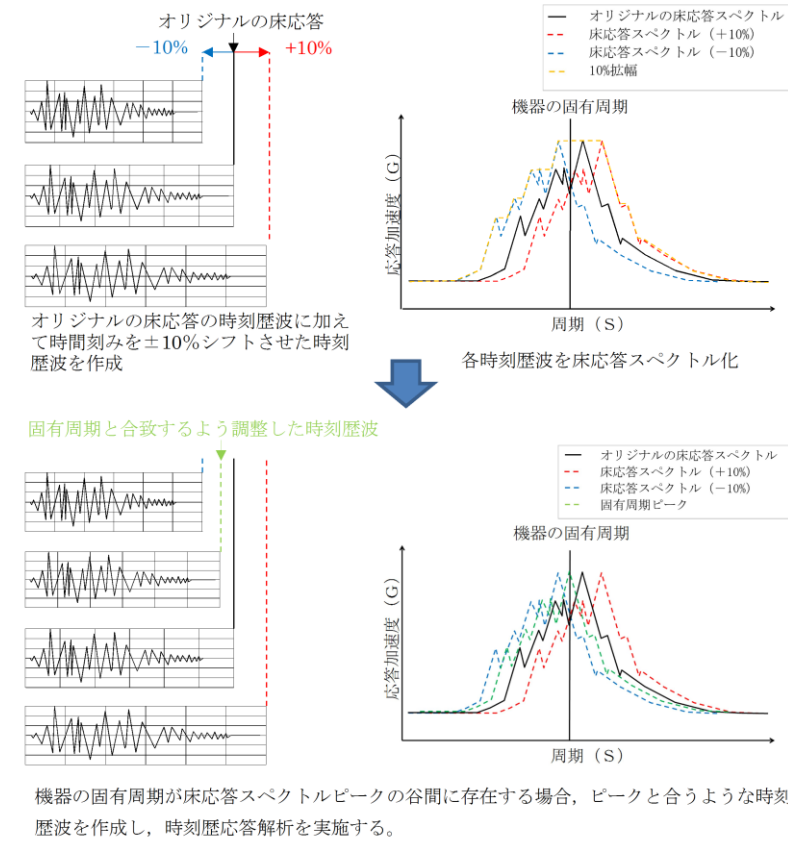 オリジナルの床応答
－10%
+10%
オリジナルの床応答の時刻歴波に加え
て時間刻みを±10%シフトさせた時刻
歴波を作成
オリジナルの床応答スペクトル
床応答スペクトル（＋10%）
床応答スペクトル（－10%）
10%拡幅
機器の固有周期
応答加速度（G）
周期（S）
各時刻歴波を床応答スペクトル化
固有周期と合致するよう調整した時刻歴波
オリジナルの床応答スペクトル
床応答スペクトル（＋10%）
床応答スペクトル（－10%）
固有周期ピーク
機器の固有周期
応答加速度（G）
周期（S）
機器の固有周期が床応答スペクトルピークの谷間に存在する場合，ピークと合うような時刻
歴波を作成し，時刻歴応答解析を実施する。